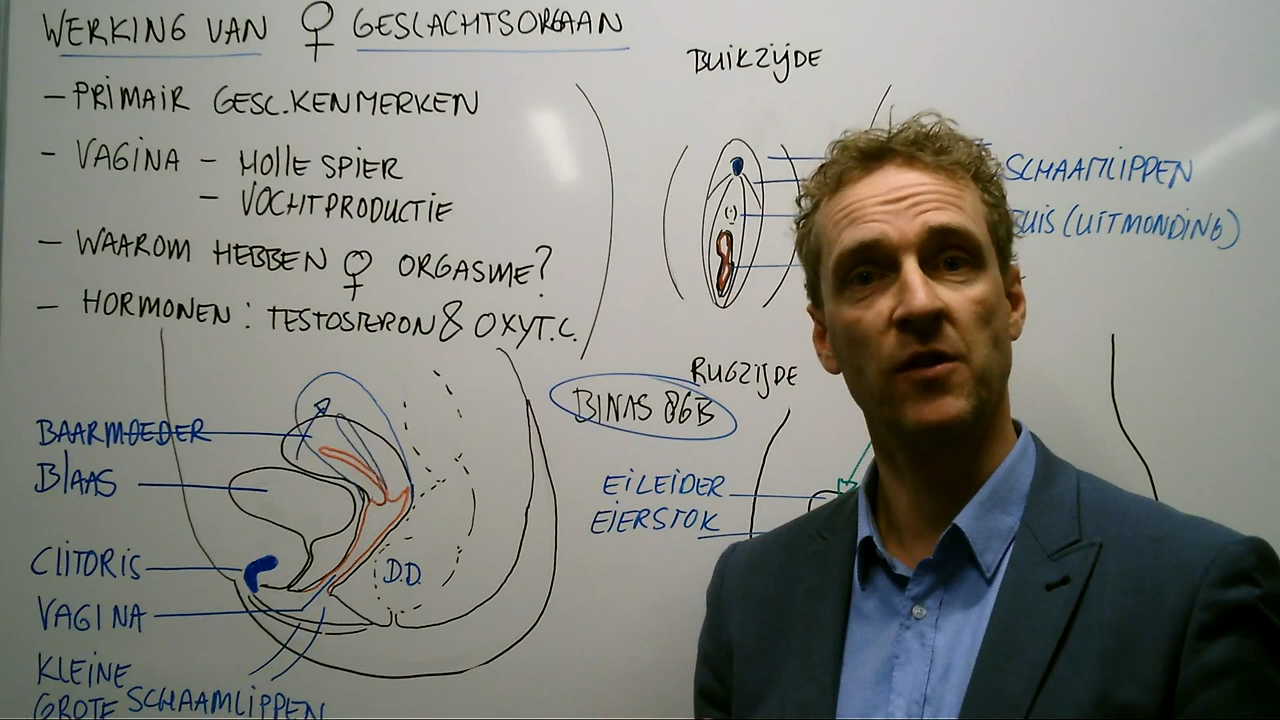 WERKING VAN ♀ GESLACHTSORGAAN
- PRIMAIR GESL.KENMERKEN
- VAGINA - HOLLE SPIER
- VOCHTPRODUCTIE
- WAAROM HEBBEN ♀ ORGASME?
- HORMONEN: TESTOSTERON & OXYT.C.
BAARMOEDER
BLAAS
CLITORIS
VAGINA
KLEINE
GROTE SCHAAMLIPPEN
D.D.
BUIKZIJDE
SCHAAMLIPPEN
BUIS (UITMONDING)
RUGZIJDE
BINAS 86B
EILEIDER
EIERSTOK